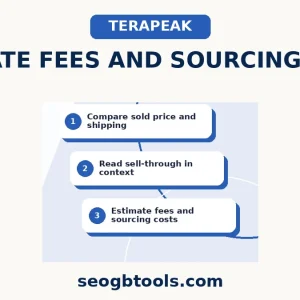 TERAPEAK
ATE FEES AND SOURCING
1 Compare sold price and
shipping
2 Read sell-through in
context
3 Estimate fees and
sourcing costs
seogbtools.com